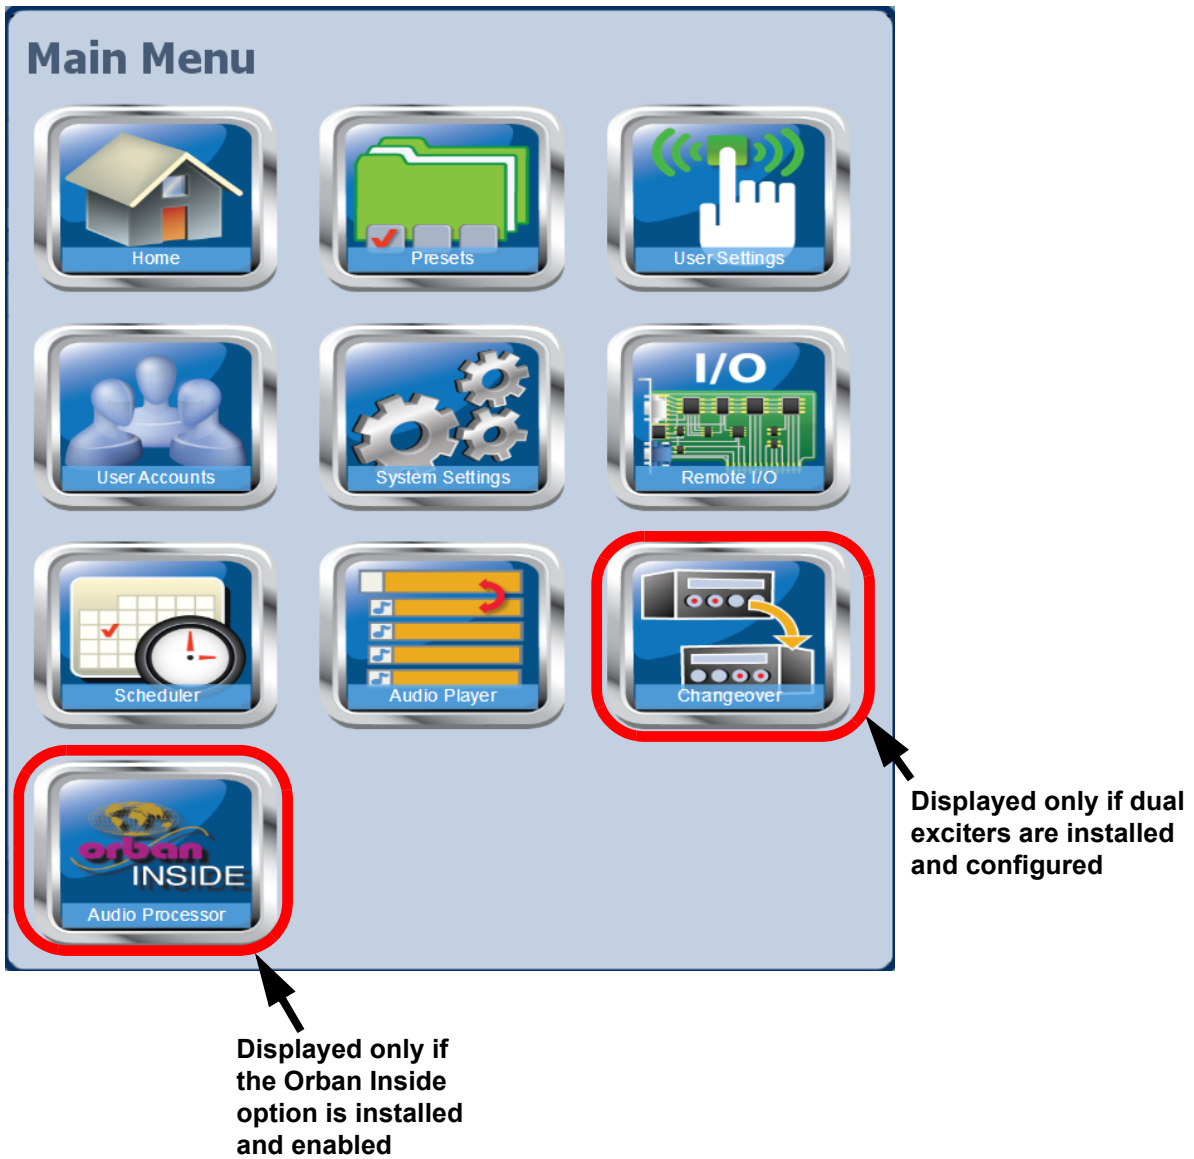 Main Menu
Home
Presets
User Settings
I/O
User Accounts
System Settings
Remote I/O
Scheduler
Audio Player
Changeover
Displayed only if dual
exciters are installed
and configured
orban
INSIDE
Audio Processor
Displayed only if
the Orban Inside
option is installed
and enabled